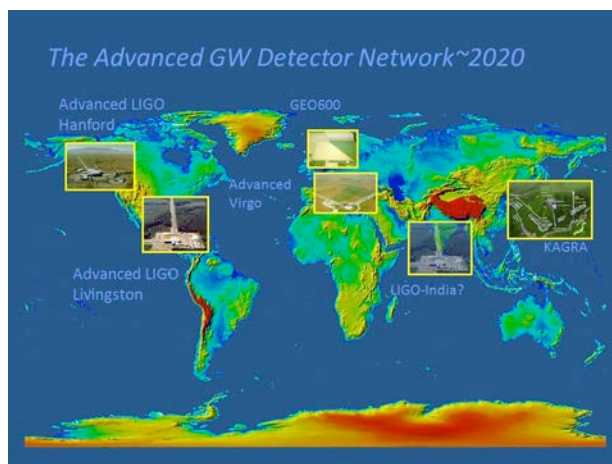 The Advanced GW Detector Network~2020
Advanced LIGO
Hanford
GEO600
Advanced
Virgo
Advanced LIGO
Livingston
LIGO-India?
KAGRA